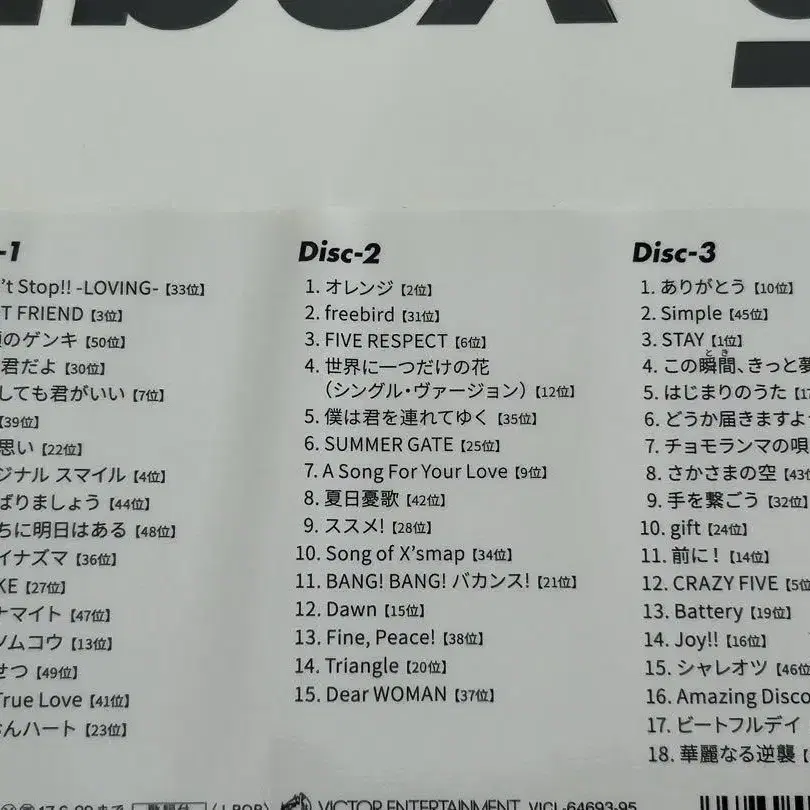 -1
't Stop!! -LOVING-【33位】
T FRIEND【3位】
のゲンキ【50位】
君だよ【30位】
しても君がいい【7位】
【39位】
思い【22位】
ジナル スマイル【4位】
ばりましょう【44位】
ちに明日はある【48位】
イナズマ【36位】
KE【27位】
ナマイト【47位】
ソムコウ【13位】
せつ【49位】
True Love【41位】
ハート【23位】
Disc-2
1. オレンジ【2位】
2. freebird【31位】
3. FIVE RESPECT【6位】
4. 世界に一つだけの花
(シングル・ヴァージョン)【12位】
5. 僕は君を連れてゆく【35位】
6. SUMMER GATE【25位】
7. A Song For Your Love【9位】
8. 夏日憂歌【42位】
9. ススメ!【28位】
10. Song of X'smap【34位】
11. BANG! BANG! バカンス!【21位】
12. Dawn【15位】
13. Fine, Peace!【38位】
14. Triangle【20位】
15. Dear WOMAN【37位】
Disc-3
1. ありがとう【10位】
2. Simple【45位】
3. STAY【1位】
とき
4. この瞬間、きっと夢
5. はじまりのうた【17
6. どうか届きますよ
7. チョモランマの唄
8. さかさまの空【43
9. 手を繋ごう【32位】
10. gift【24位】
11. 前に!【14位】
12. CRAZY FIVE【5位
13. Battery【19位】
14. Joy!!【16位】
15. シャレオツ【46位
16. Amazing Disco
17. ビートフルデイ
18. 華麗なる逆襲【
VICTOR ENTERTAINMENT VICL-64693-95